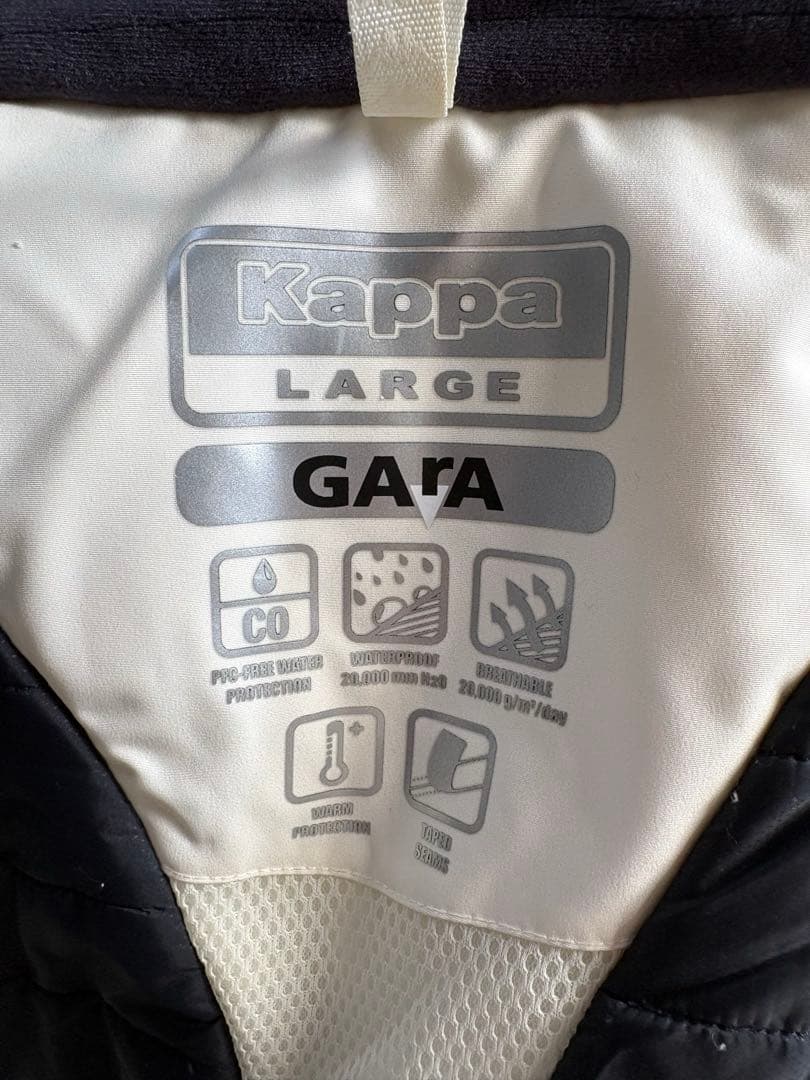 Kappa
LARGE
GArA
CO
PFC-FREE WATER
PROTECTION
WATERPROOF
20,000 mm H2O
BREATHABLE
20,000 g/m²/day
WARM
PROTECTION
TAPED
SEAMS